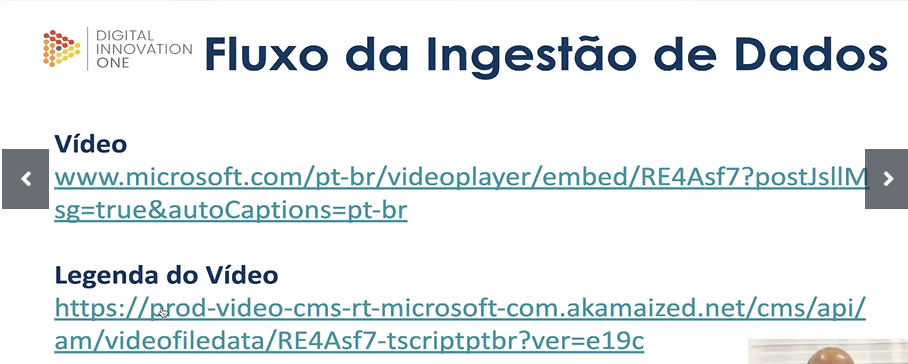 DIGITAL
INNOVATION
ONE
Fluxo da Ingestão de Dados
Vídeo
www.microsoft.com/pt-br/videoplayer/embed/RE4Asf7?postJsllM
sg=true&autoCaptions=pt-br
Legenda do Vídeo
https://prod-video-cms-rt-microsoft-com.akamaized.net/cms/api/
am/videofiledata/RE4Asf7-tscriptptbr?ver=e19c